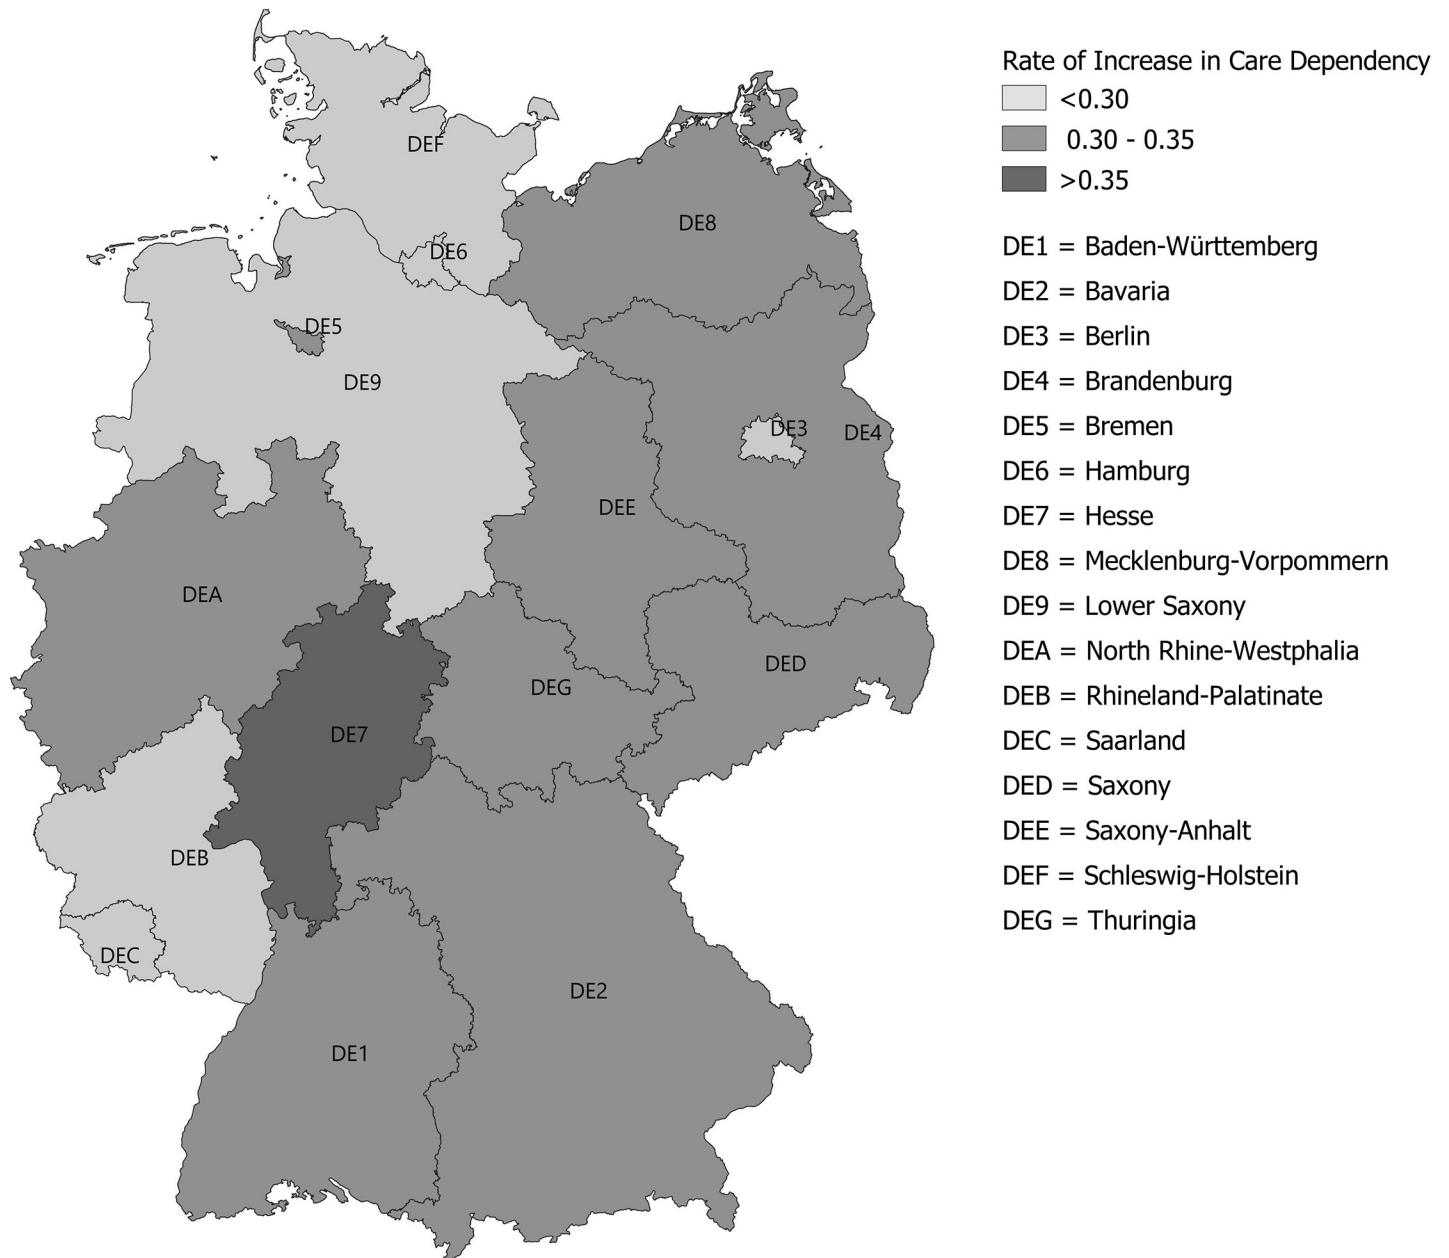 Rate of Increase in Care Dependency
<0.30
0.30 - 0.35
>0.35
DE1 = Baden-Württemberg
DE2 = Bavaria
DE3 = Berlin
DE4 = Brandenburg
DE5 = Bremen
DE6 = Hamburg
DE7 = Hesse
DE8 = Mecklenburg-Vorpommern
DE9 = Lower Saxony
DEA = North Rhine-Westphalia
DEB = Rhineland-Palatinate
DEC = Saarland
DED = Saxony
DEE = Saxony-Anhalt
DEF = Schleswig-Holstein
DEG = Thuringia
DEF
DE8
DE6
DE5
DE9
DE3
DE4
DEE
DEA
DED
DEG
DE7
DEB
DEC
DE2
DE1